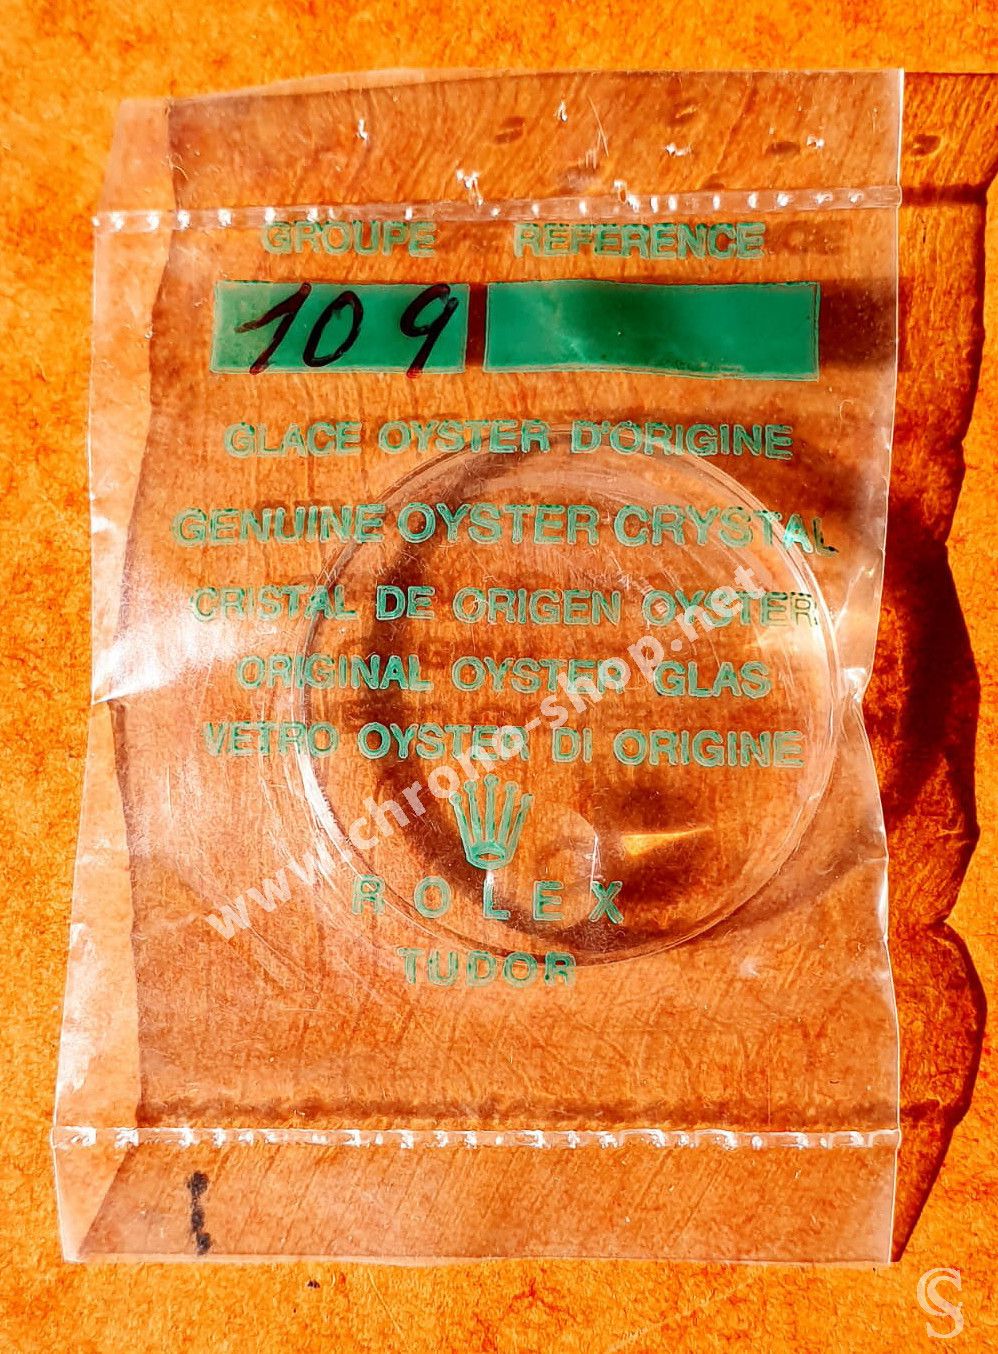 GROUPE REFERENCE
109
GLACE OYSTER D'ORIGINE
GENUINE OYSTER CRYSTAL
CRISTAL DE ORIGEN OYSTER
ORIGINAL OYSTER GLAS
VETRO OYSTER DI ORIGINE
ROLEX
TUDOR
www.chrono-shop.net